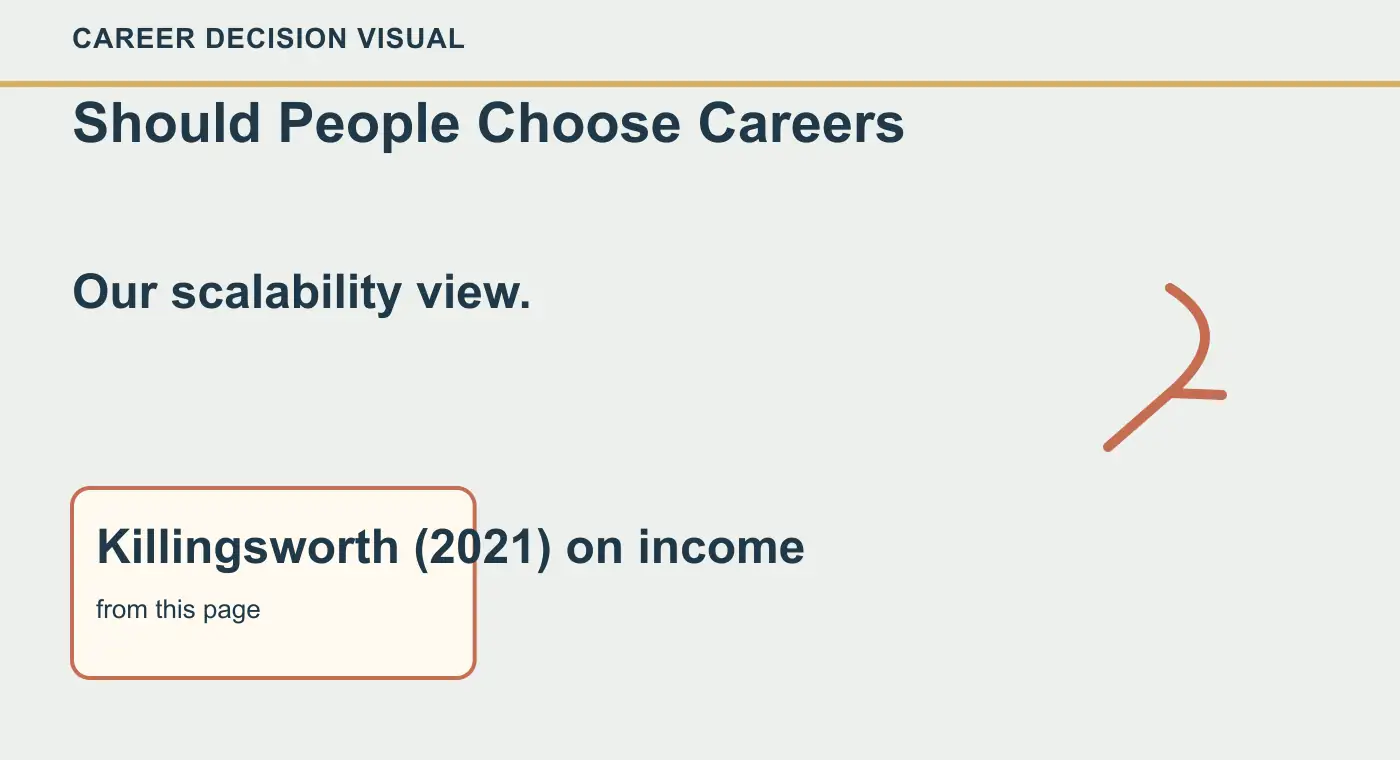 CAREER DECISION VISUAL
Should People Choose Careers
Our scalability view.
Killingsworth (2021) on income
from this page